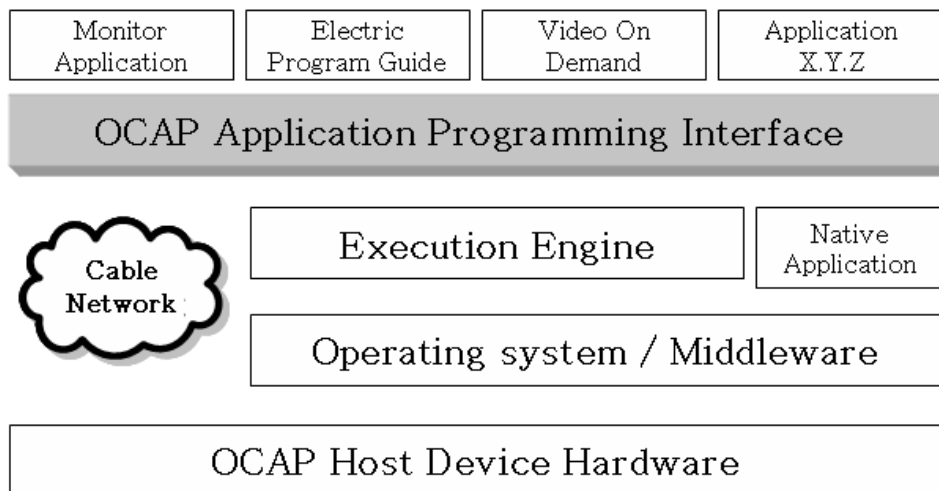 Monitor
Application
Electric
Program Guide
Video On
Demand
Application
X.Y.Z
OCAP Application Programming Interface
Cable
Network
Execution Engine
Native
Application
Operating system / Middleware
OCAP Host Device Hardware